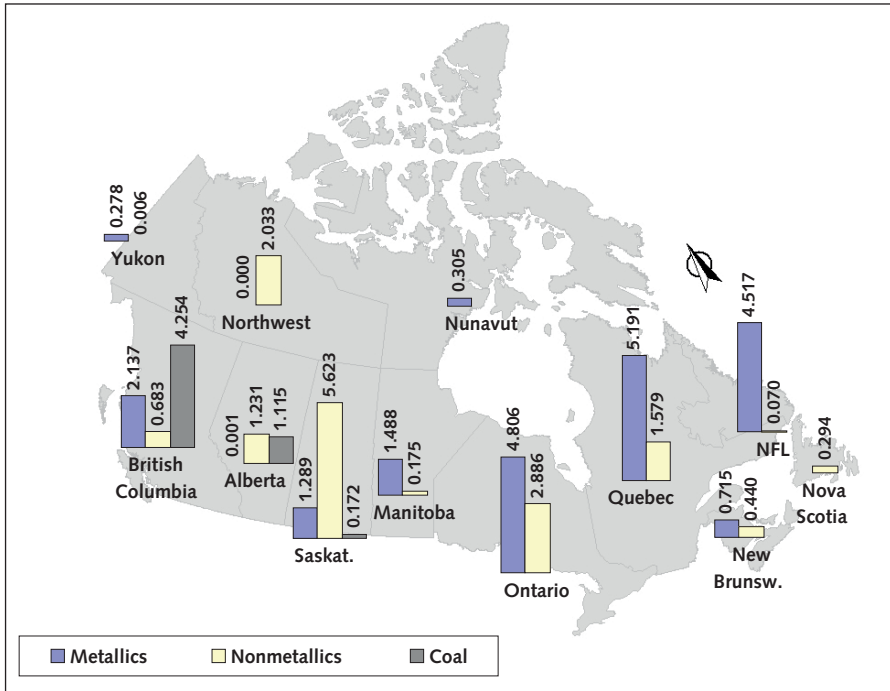 0.278
0.006
Yukon
0.000
2.033
Northwest
0.305
Nunavut
2.137
0.683
4.254
British
Columbia
0.001
1.231
1.115
Alberta
1.289
5.623
0.172
Saskat.
1.488
0.175
Manitoba
4.806
2.886
Ontario
5.191
1.579
Quebec
4.517
0.070
NFL
0.294
Nova
Scotia
0.715
0.440
New
Brunsw.
Metallics Nonmetallics Coal